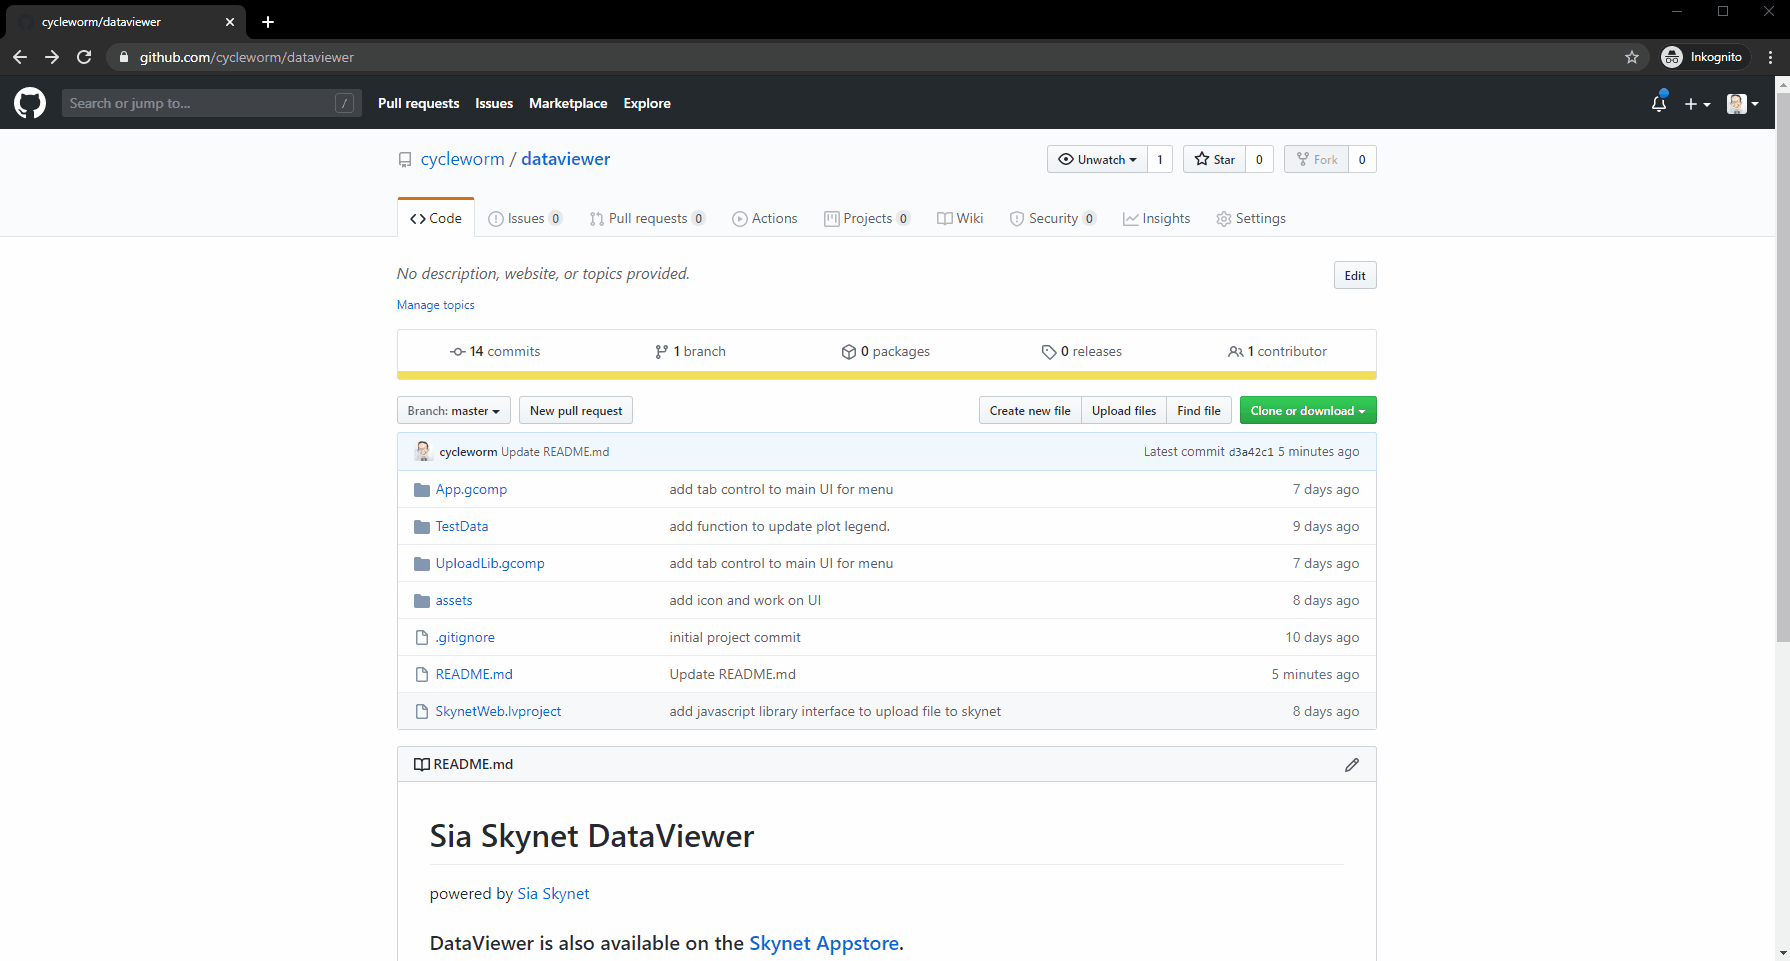 cycleworm/dataviewer
github.com/cycleworm/dataviewer
Inkognito
Search or jump to...
/
Pull requests
Issues
Marketplace
Explore
cycleworm / dataviewer
Unwatch
1
Star
0
Fork
0
Code
Issues 0
Pull requests 0
Actions
Projects 0
Wiki
Security 0
Insights
Settings
No description, website, or topics provided.
Edit
Manage topics
14 commits
1 branch
0 packages
0 releases
1 contributor
Branch: master
New pull request
Create new file
Upload files
Find file
Clone or download
cycleworm Update README.md
Latest commit d3a42c1 5 minutes ago
App.gcomp
add tab control to main UI for menu
7 days ago
TestData
add function to update plot legend.
9 days ago
UploadLib.gcomp
add tab control to main UI for menu
7 days ago
assets
add icon and work on UI
8 days ago
.gitignore
initial project commit
10 days ago
README.md
Update README.md
5 minutes ago
SkynetWeb.lvproject
add javascript library interface to upload file to skynet
8 days ago
README.md
Sia Skynet DataViewer
powered by Sia Skynet
DataViewer is also available on the Skynet Appstore.